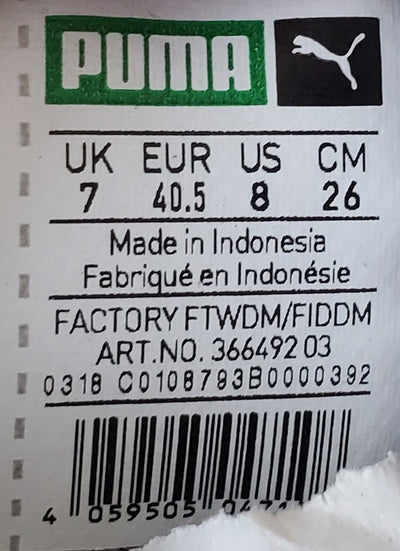 PUMA
UK EUR US CM
7 40.5 8 26
Made in Indonesia
Fabriqué en Indonésie
FACTORY FTWDM/FIDDM
ART.NO. 366492 03
0318 C0108793B0000392
4 059505